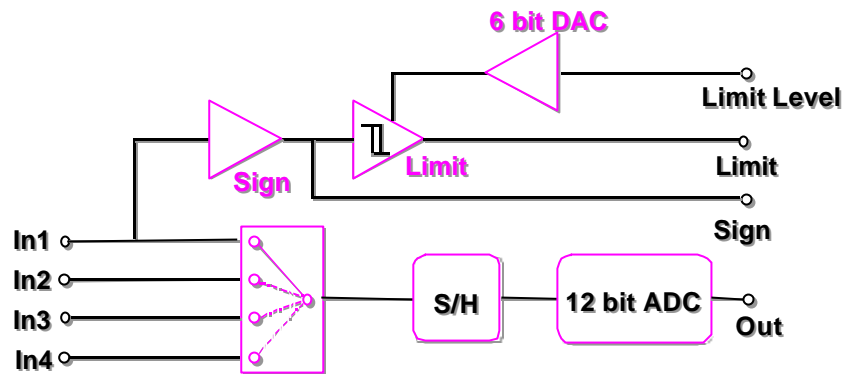 6 bit DAC
Limit Level
Limit
Limit
Sign
Sign
In1
In2
In3
In4
S/H
12 bit ADC
Out